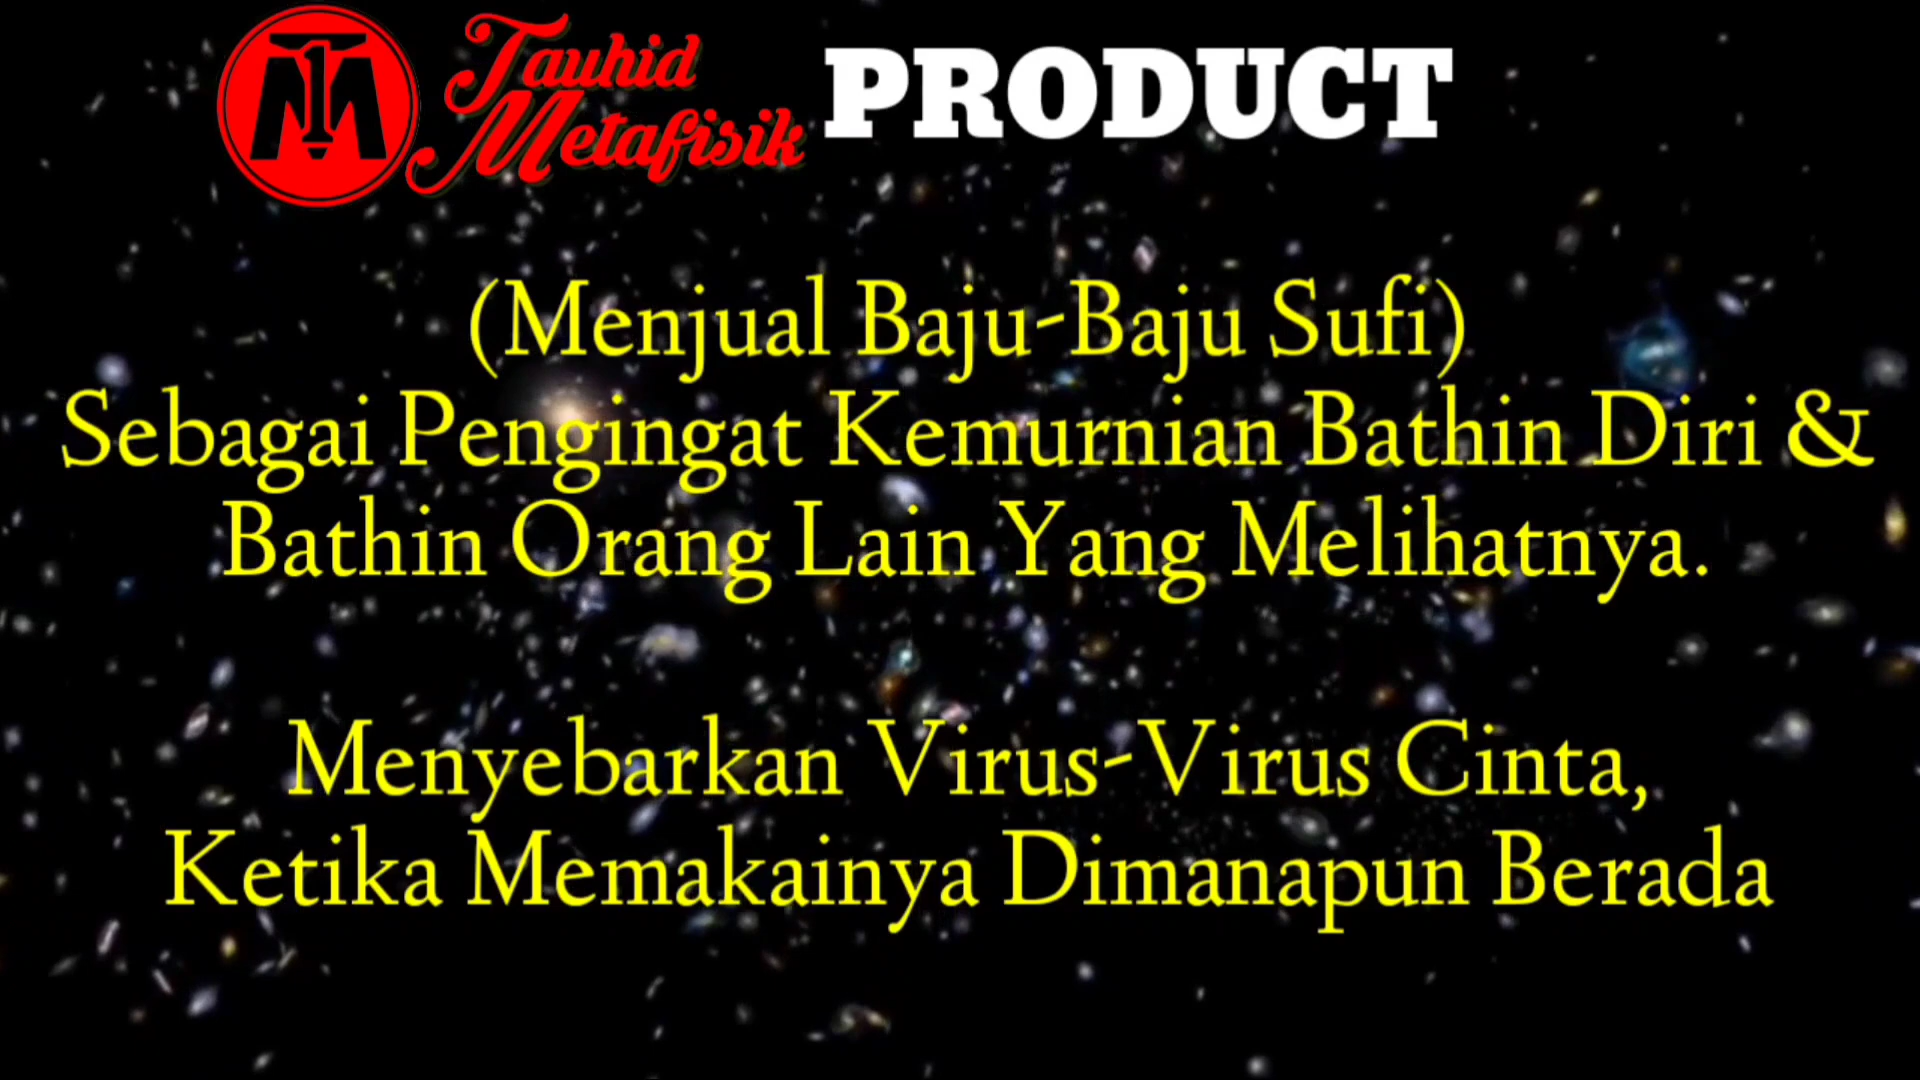 Tauhid
Metafisik PRODUCT
(Menjual Baju-Baju Sufi)
Sebagai Pengingat Kemurnian Bathin Diri &
Bathin Orang Lain Yang Melihatnya.
Menyebarkan Virus-Virus Cinta,
Ketika Memakainya Dimanapun Berada